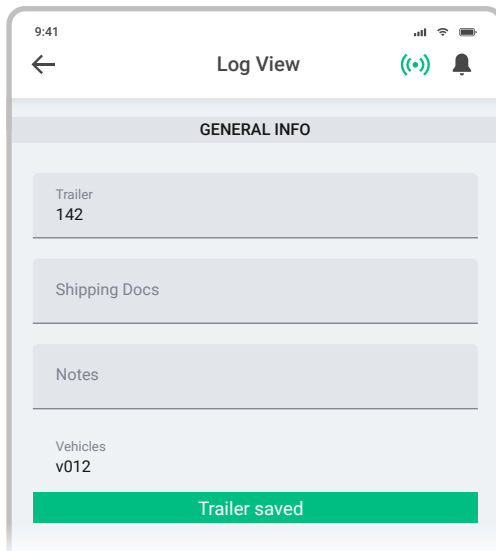 9:41
Log View
GENERAL INFO
Trailer
142
Shipping Docs
Notes
Vehicles
v012
Trailer saved